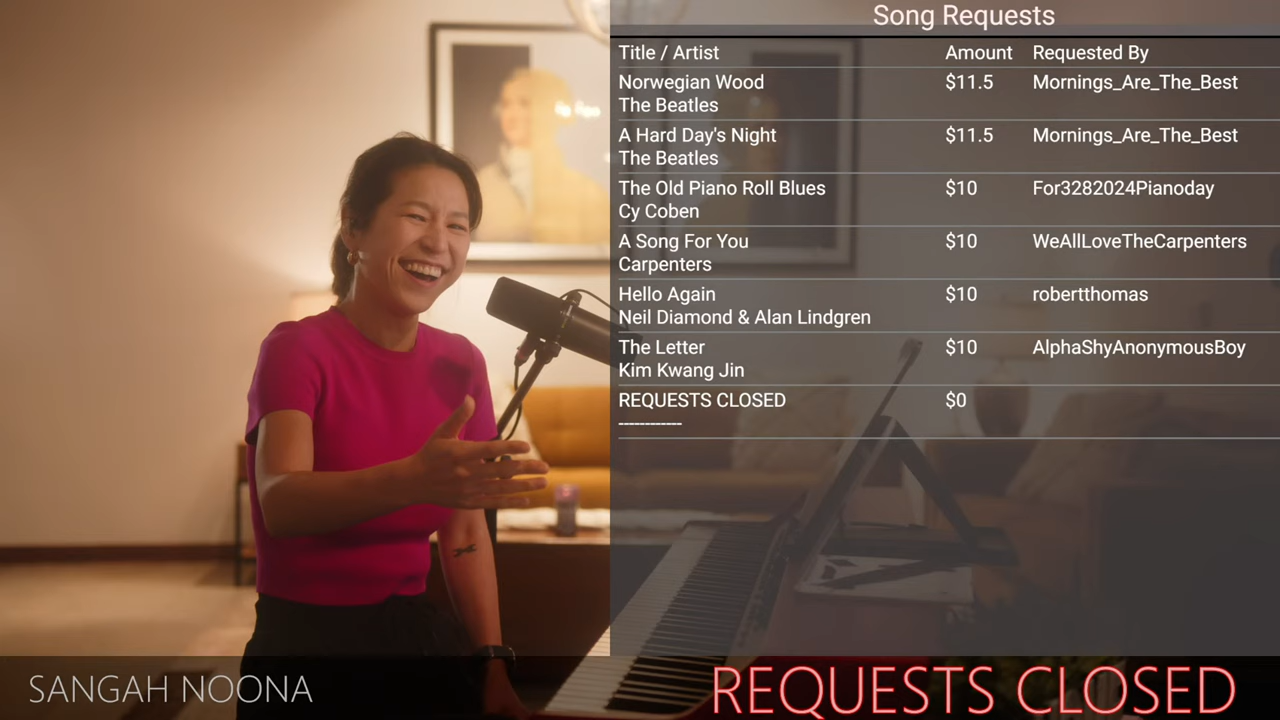 Song Requests
Title / Artist Amount Requested By
Norwegian Wood $11.5 Mornings_Are_The_Best
The Beatles
A Hard Day's Night $11.5 Mornings_Are_The_Best
The Beatles
The Old Piano Roll Blues $10 For3282024Pianoday
Cy Coben
A Song For You $10 WeAllLoveTheCarpenters
Carpenters
Hello Again $10 robertthomas
Neil Diamond & Alan Lindgren
The Letter $10 AlphaShyAnonymousBoy
Kim Kwang Jin
REQUESTS CLOSED $0
------------
SANGAH NOONA
REQUESTS CLOSED